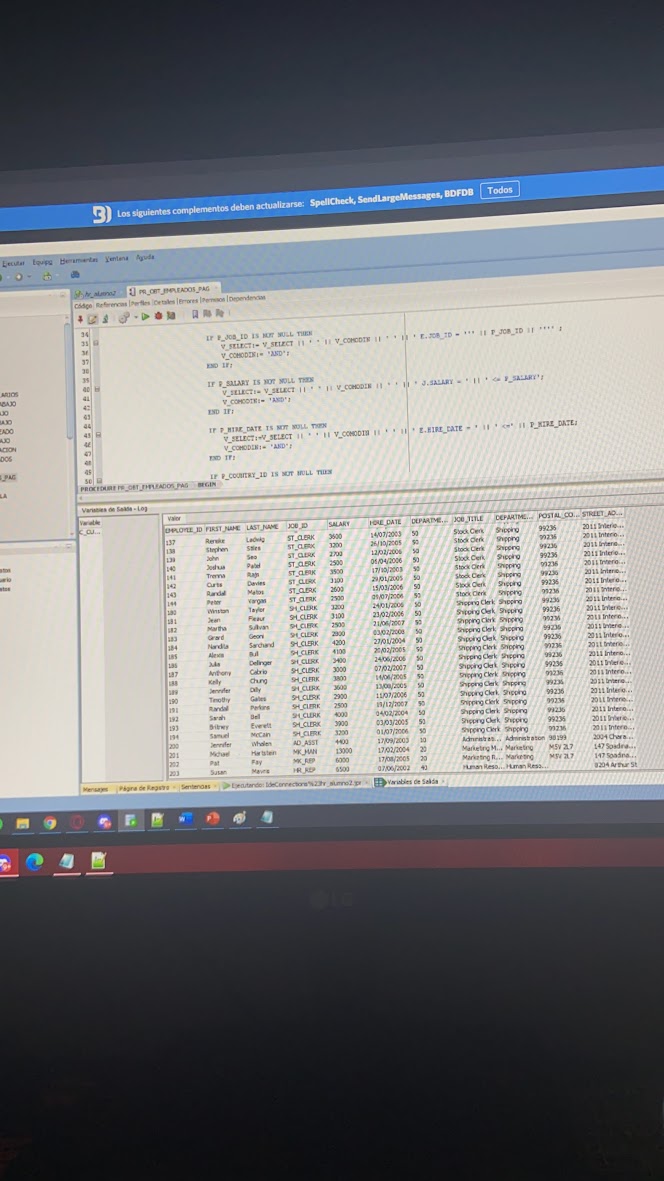 Los siguientes complementos deben actualizarse: SpellCheck, SendLargeMessages, BDFDB Todos
Ejecutar Equipo Herramientas Ventana Ayuda
hr_alumno2 PR_OBT_EMPLEADOS_PAG
Código Referencias Perfiles Detalles Errores Permisos Dependencias
IF P_JOB_ID IS NOT NULL THEN
V_SELECT:= V_SELECT || ' ' || V_COMODIN || ' ' || ' E.JOB_ID = ''' || P_JOB_ID || '''' ;
V_COMODIN:= 'AND';
END IF;
IF P_SALARY IS NOT NULL THEN
V_SELECT:= V_SELECT || ' ' || V_COMODIN || ' ' || ' J.SALARY = ' || ' <= P_SALARY';
V_COMODIN:= 'AND';
END IF;
IF P_HIRE_DATE IS NOT NULL THEN
V_SELECT:=V_SELECT || ' ' || V_COMODIN || ' ' || ' E.HIRE_DATE = ' || ' <=' || P_HIRE_DATE;
V_COMODIN:= 'AND';
END IF;
IF P_COUNTRY_ID IS NOT NULL THEN
PROCEDURE PR_OBT_EMPLEADOS_PAG BEGIN
Variables de Salida - Log
Variable Valor
C_CU...
EMPLOYEE_ID FIRST_NAME LAST_NAME JOB_ID SALARY HIRE_DATE DEPARTME... JOB_TITLE DEPARTME... POSTAL_CO... STREET_AD...
137 Renske Ladwig ST_CLERK 3600 14/07/2003 50 Stock Clerk Shipping 99236 2011 Interio...
138 Stephen Stiles ST_CLERK 3200 26/10/2005 50 Stock Clerk Shipping 99236 2011 Interio...
139 John Seo ST_CLERK 2700 12/02/2006 50 Stock Clerk Shipping 99236 2011 Interio...
140 Joshua Patel ST_CLERK 2500 06/04/2006 50 Stock Clerk Shipping 99236 2011 Interio...
141 Trenna Rajs ST_CLERK 3500 17/10/2003 50 Stock Clerk Shipping 99236 2011 Interio...
142 Curtis Davies ST_CLERK 3100 29/01/2005 50 Stock Clerk Shipping 99236 2011 Interio...
143 Randall Matos ST_CLERK 2600 15/03/2006 50 Stock Clerk Shipping 99236 2011 Interio...
144 Peter Vargas ST_CLERK 2500 09/07/2006 50 Stock Clerk Shipping 99236 2011 Interio...
180 Winston Taylor SH_CLERK 3200 24/01/2006 50 Shipping Clerk Shipping 99236 2011 Interio...
181 Jean Fleaur SH_CLERK 3100 23/02/2006 50 Shipping Clerk Shipping 99236 2011 Interio...
182 Martha Sullivan SH_CLERK 2500 21/06/2007 50 Shipping Clerk Shipping 99236 2011 Interio...
183 Girard Geoni SH_CLERK 2800 03/02/2008 50 Shipping Clerk Shipping 99236 2011 Interio...
184 Nandita Sarchand SH_CLERK 4200 27/01/2004 50 Shipping Clerk Shipping 99236 2011 Interio...
185 Alexis Bull SH_CLERK 4100 20/02/2005 50 Shipping Clerk Shipping 99236 2011 Interio...
186 Julia Dellinger SH_CLERK 3400 24/06/2006 50 Shipping Clerk Shipping 99236 2011 Interio...
187 Anthony Cabrio SH_CLERK 3000 07/02/2007 50 Shipping Clerk Shipping 99236 2011 Interio...
188 Kelly Chung SH_CLERK 3800 14/06/2005 50 Shipping Clerk Shipping 99236 2011 Interio...
189 Jennifer Dilly SH_CLERK 3600 13/08/2005 50 Shipping Clerk Shipping 99236 2011 Interio...
190 Timothy Gates SH_CLERK 2900 11/07/2006 50 Shipping Clerk Shipping 99236 2011 Interio...
191 Randall Perkins SH_CLERK 2500 19/12/2007 50 Shipping Clerk Shipping 99236 2011 Interio...
192 Sarah Bell SH_CLERK 4000 04/02/2004 50 Shipping Clerk Shipping 99236 2011 Interio...
193 Britney Everett SH_CLERK 3900 03/03/2005 50 Shipping Clerk Shipping 99236 2011 Interio...
194 Samuel McCain SH_CLERK 3200 01/07/2006 50 Shipping Clerk Shipping 99236 2011 Interio...
200 Jennifer Whalen AD_ASST 4400 17/09/2003 10 Administras... Administration 98199 2004 Chara...
201 Michael Hartstein MK_MAN 13000 17/02/2004 20 Marketing M... Marketing M5V 2L7 147 Spadina...
202 Pat Fay MK_REP 6000 17/08/2005 20 Marketing R... Marketing M5V 2L7 147 Spadina...
203 Susan Mavris HR_REP 6500 07/06/2002 40 Human Reso... Human Reso... 8204 Arthur St
Mensajes Página de Registro Sentencias Ejecutando: IdeConnections%23hr_alumno2.jpr Variables de Salida